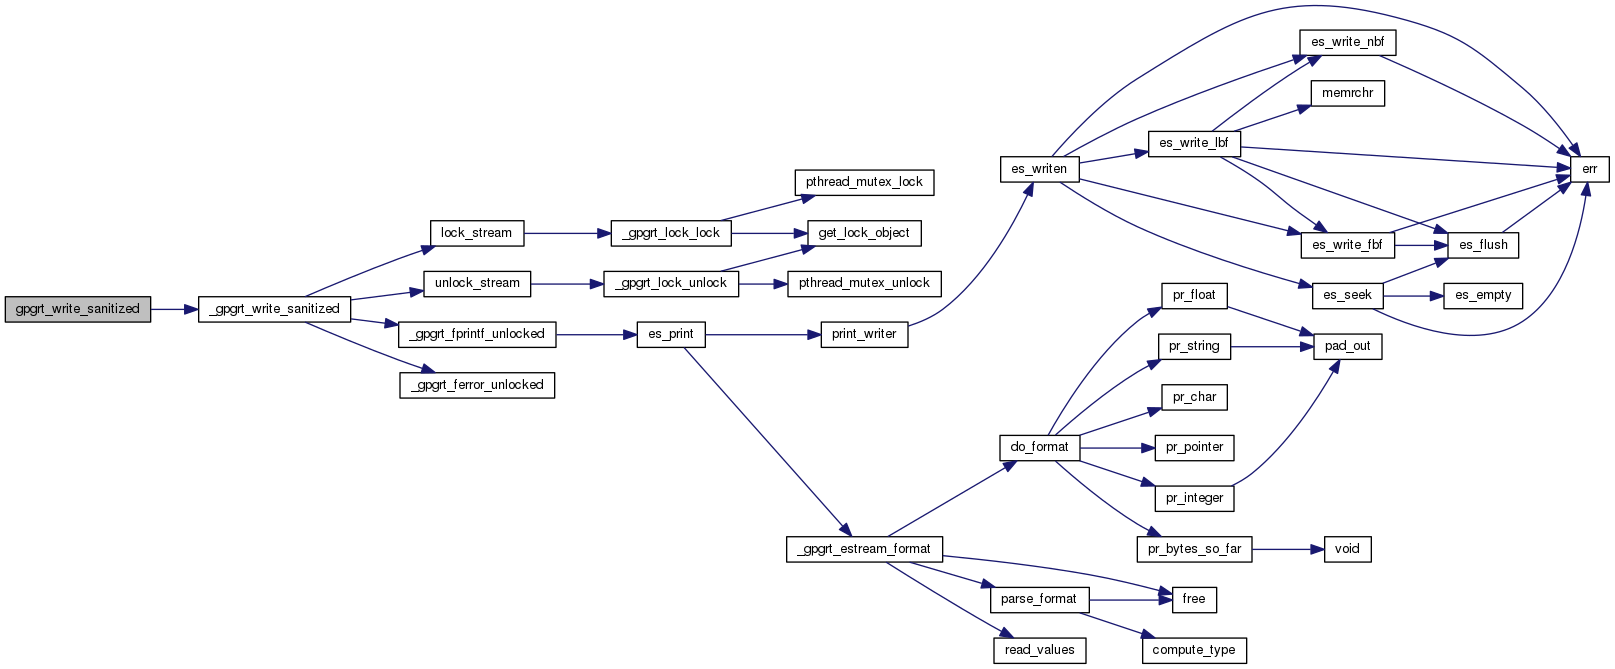 es_write_nbf
memrchr
es_write_lbf
es_writen
err
pthread_mutex_lock
lock_stream
_gpgrt_lock_lock
get_lock_object
es_write_fbf
es_flush
unlock_stream
_gpgrt_lock_unlock
pthread_mutex_unlock
pr_float
es_seek
es_empty
gpgrt_write_sanitized
_gpgrt_write_sanitized
_gpgrt_fprintf_unlocked
es_print
print_writer
pr_string
pad_out
_gpgrt_ferror_unlocked
pr_char
do_format
pr_pointer
pr_integer
_gpgrt_estream_format
pr_bytes_so_far
void
parse_format
free
read_values
compute_type